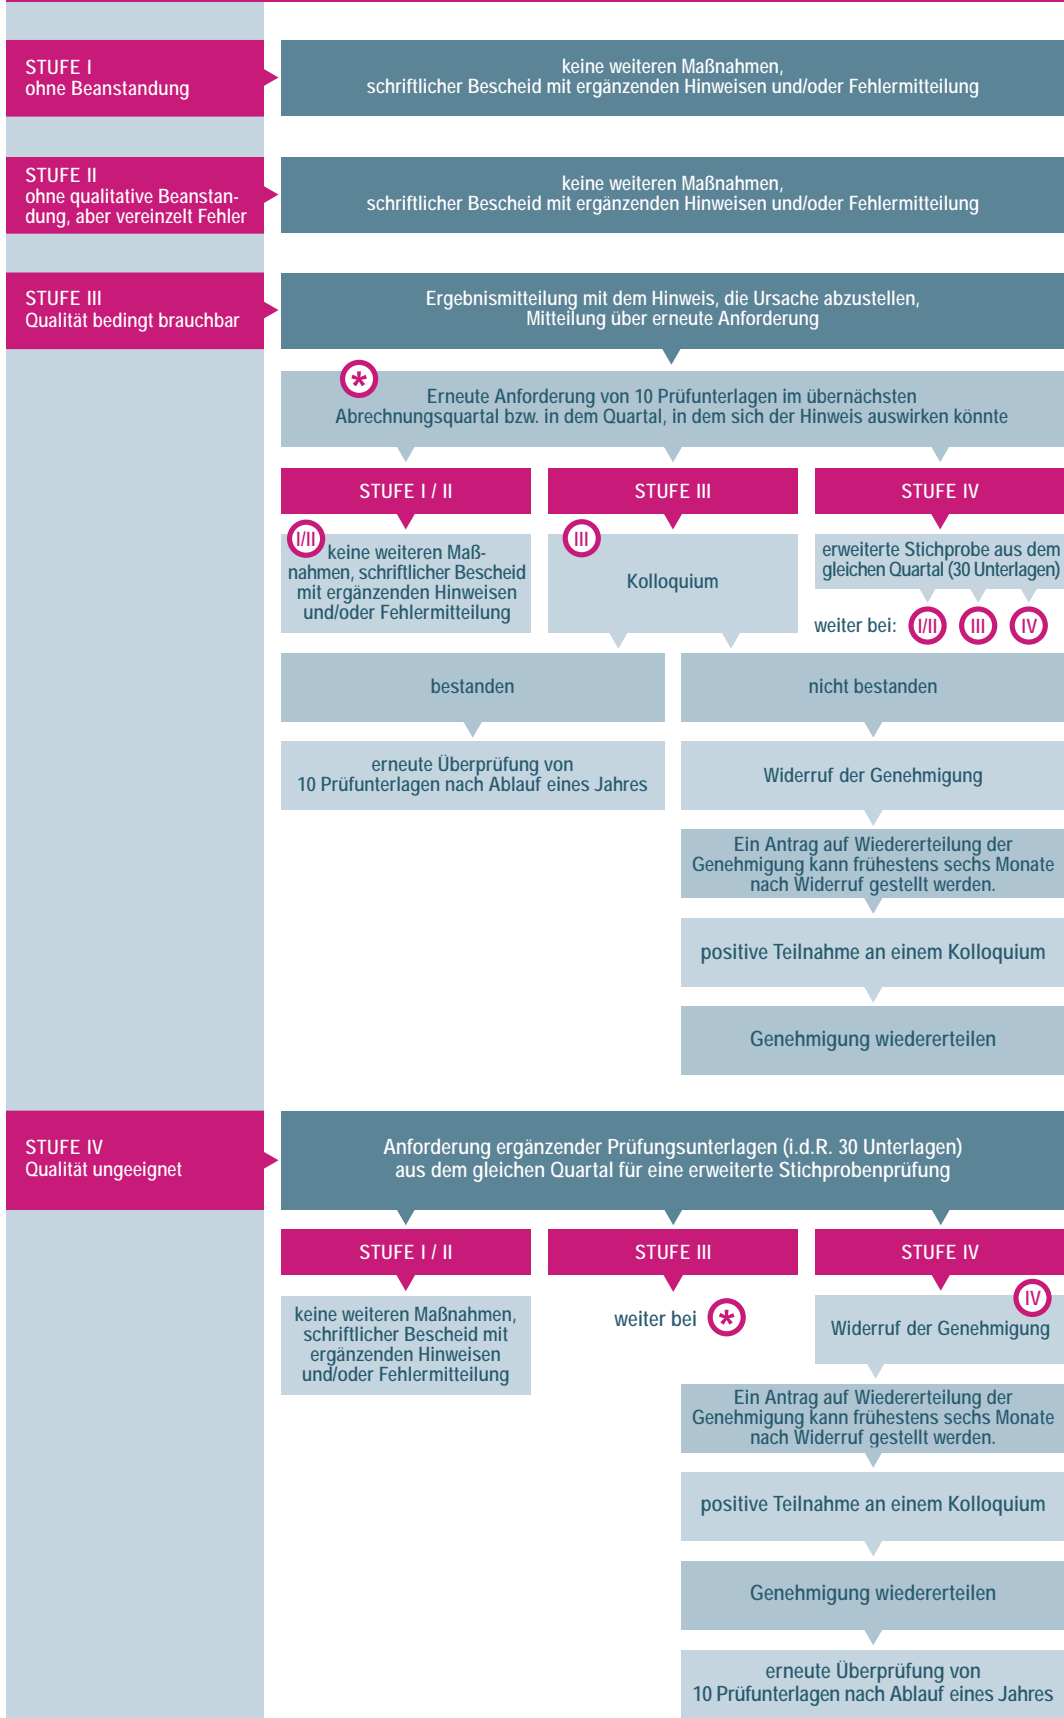 STUFE I
ohne Beanstandung
keine weiteren Maßnahmen,
schriftlicher Bescheid mit ergänzenden Hinweisen und/oder Fehlermitteilung
STUFE II
ohne qualitative Beanstan-
dung, aber vereinzelt Fehler
keine weiteren Maßnahmen,
schriftlicher Bescheid mit ergänzenden Hinweisen und/oder Fehlermitteilung
STUFE III
Qualität bedingt brauchbar
Ergebnismitteilung mit dem Hinweis, die Ursache abzustellen,
Mitteilung über erneute Anforderung
*
Erneute Anforderung von 10 Prüfunterlagen im übernächsten
Abrechnungsquartal bzw. in dem Quartal, in dem sich der Hinweis auswirken könnte
STUFE I / II
I/II
keine weiteren Maß-
nahmen, schriftlicher Bescheid
mit ergänzenden Hinweisen
und/oder Fehlermitteilung
STUFE III
III
Kolloquium
STUFE IV
erweiterte Stichprobe aus dem
gleichen Quartal (30 Unterlagen)
weiter bei: I/II III IV
bestanden
erneute Überprüfung von
10 Prüfunterlagen nach Ablauf eines Jahres
nicht bestanden
Widerruf der Genehmigung
Ein Antrag auf Wiedererteilung der
Genehmigung kann frühestens sechs Monate
nach Widerruf gestellt werden.
positive Teilnahme an einem Kolloquium
Genehmigung wiedererteilen
STUFE IV
Qualität ungeeignet
Anforderung ergänzender Prüfungsunterlagen (i.d.R. 30 Unterlagen)
aus dem gleichen Quartal für eine erweiterte Stichprobenprüfung
STUFE I / II
keine weiteren Maßnahmen,
schriftlicher Bescheid mit
ergänzenden Hinweisen
und/oder Fehlermitteilung
STUFE III
weiter bei *
STUFE IV
IV
Widerruf der Genehmigung
Ein Antrag auf Wiedererteilung der
Genehmigung kann frühestens sechs Monate
nach Widerruf gestellt werden.
positive Teilnahme an einem Kolloquium
Genehmigung wiedererteilen
erneute Überprüfung von
10 Prüfunterlagen nach Ablauf eines Jahres